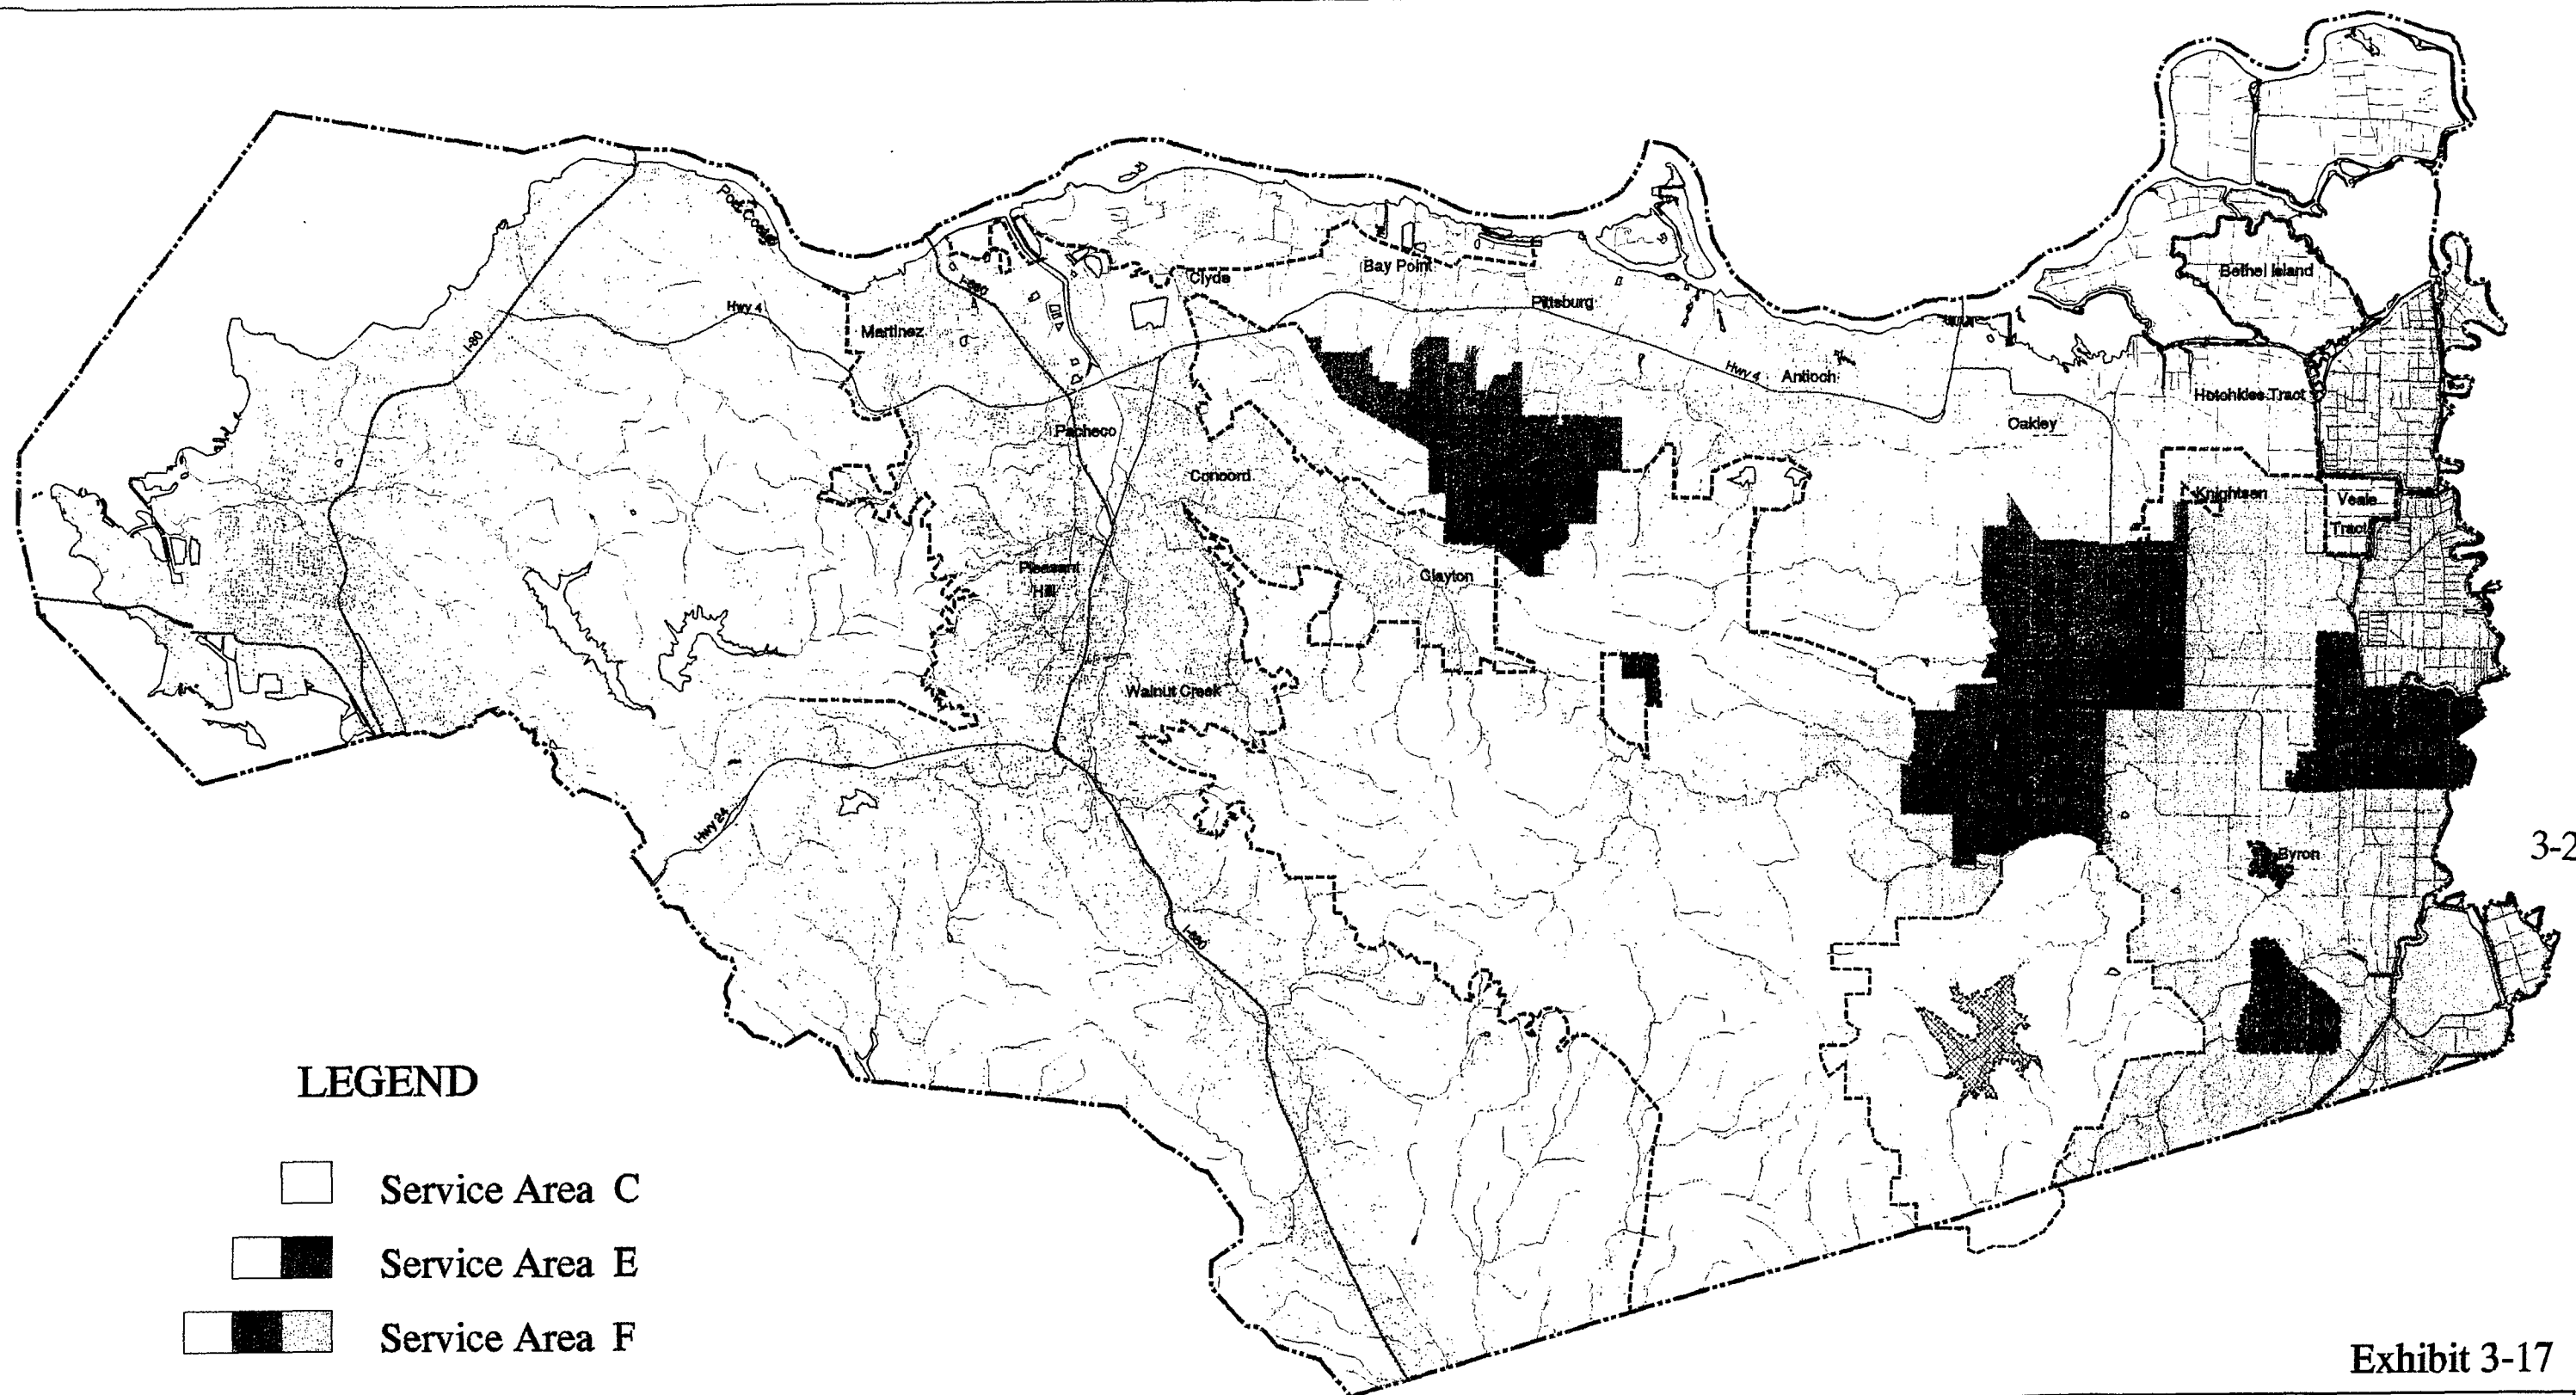 Port Costa
Clyde
Bay Point
Bethel Island
I-680
Hwy 4
Pittsburg
Martinez
I-80
Hwy 4
Antioch
Hotchkiss Tract
Oakley
Pacheco
Concord
Knightsen
Veale
Tract
Pleasant
Hill
Clayton
Walnut Creek
Hwy 24
3-2
Byron
I-680
LEGEND
Service Area C
Service Area E
Service Area F
Exhibit 3-17